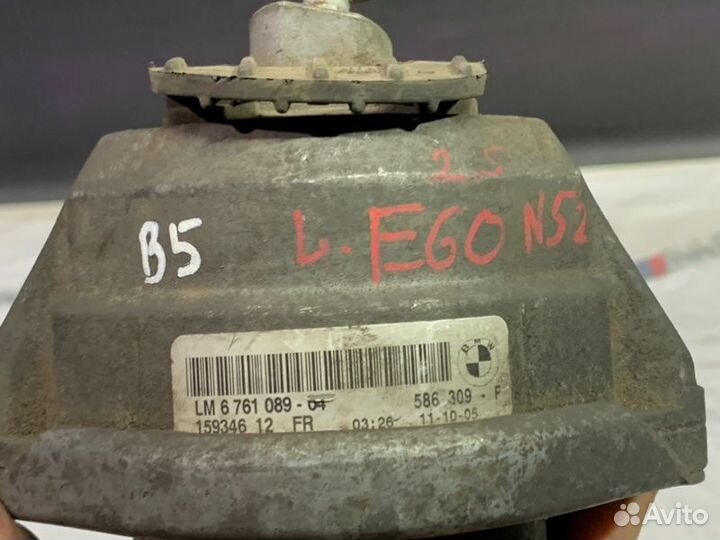 2.5
B5 L. E60 N52
BMW
LM 6 761 089-04 586 309 - F
159346 12 FR 03:26 11-10-05
Avito